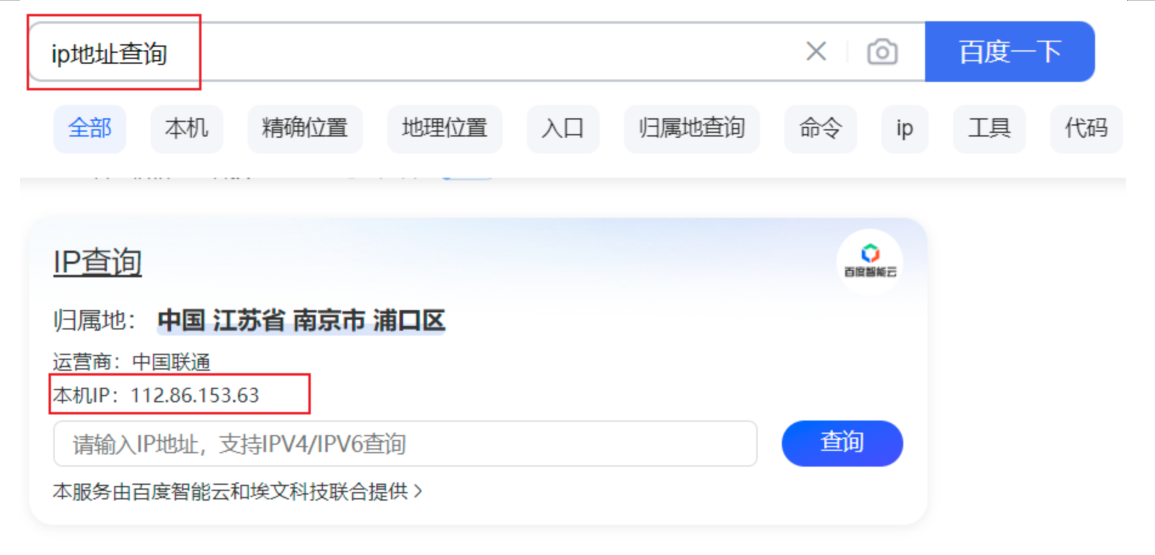 ip地址查询
百度一下
全部 本机 精确位置 地理位置 入口 归属地查询 命令 ip 工具 代码
IP查询
百度智能云
归属地： 中国 江苏省 南京市 浦口区
运营商：中国联通
本机IP：112.86.153.63
请输入IP地址，支持IPV4/IPV6查询
查询
本服务由百度智能云和埃文科技联合提供 >